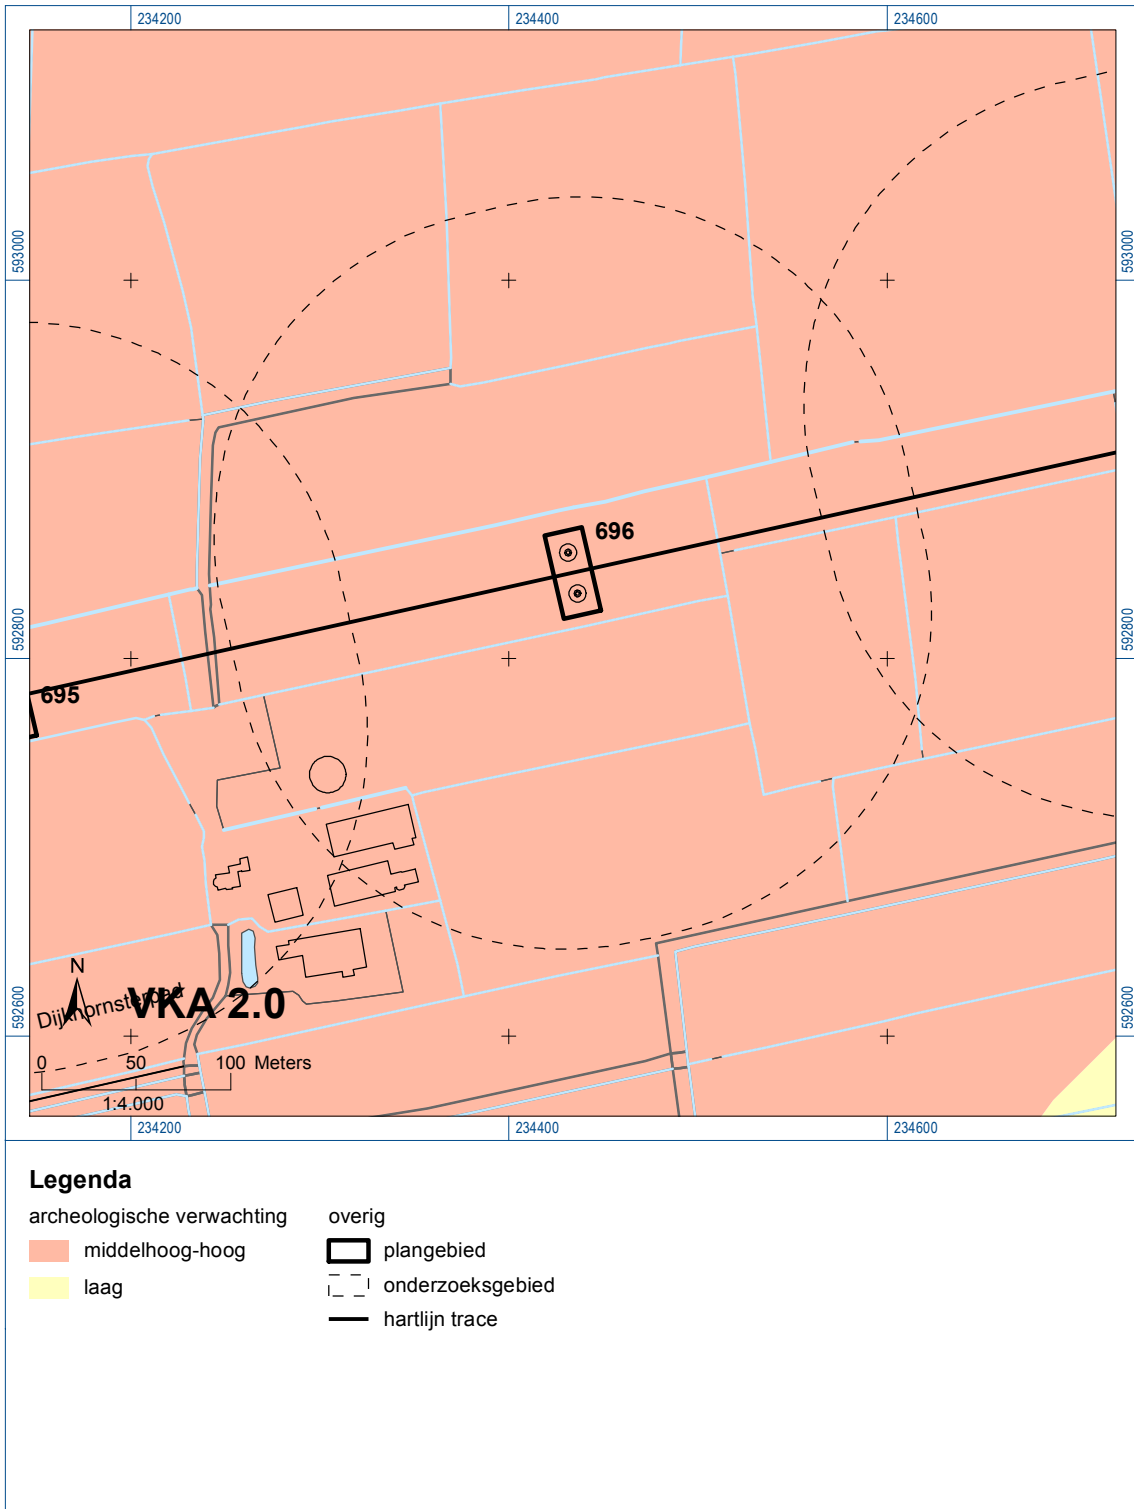 234200 234400 234600
593000 593000
696
592800 592800
695
N
Dijkhornsterpad
VKA 2.0
592600 592600
0 50 100 Meters
1:4.000
234200 234400 234600
Legenda
archeologische verwachting overig
middelhoog-hoog plangebied
laag onderzoeksgebied
hartlijn trace